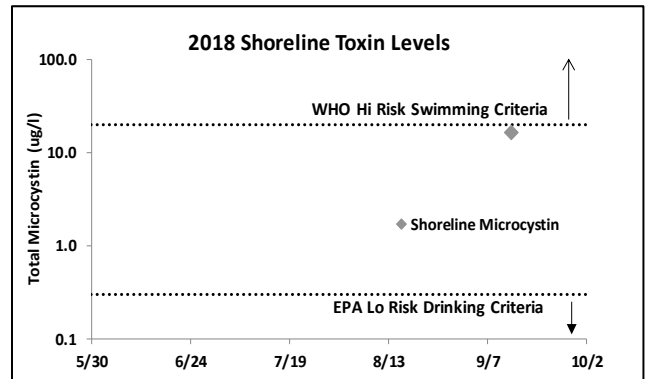 2018 Shoreline Toxin Levels
Total Microcystin (ug/l)
100.0
10.0
1.0
0.1
WHO Hi Risk Swimming Criteria
Shoreline Microcystin
EPA Lo Risk Drinking Criteria
5/30 6/24 7/19 8/13 9/7 10/2